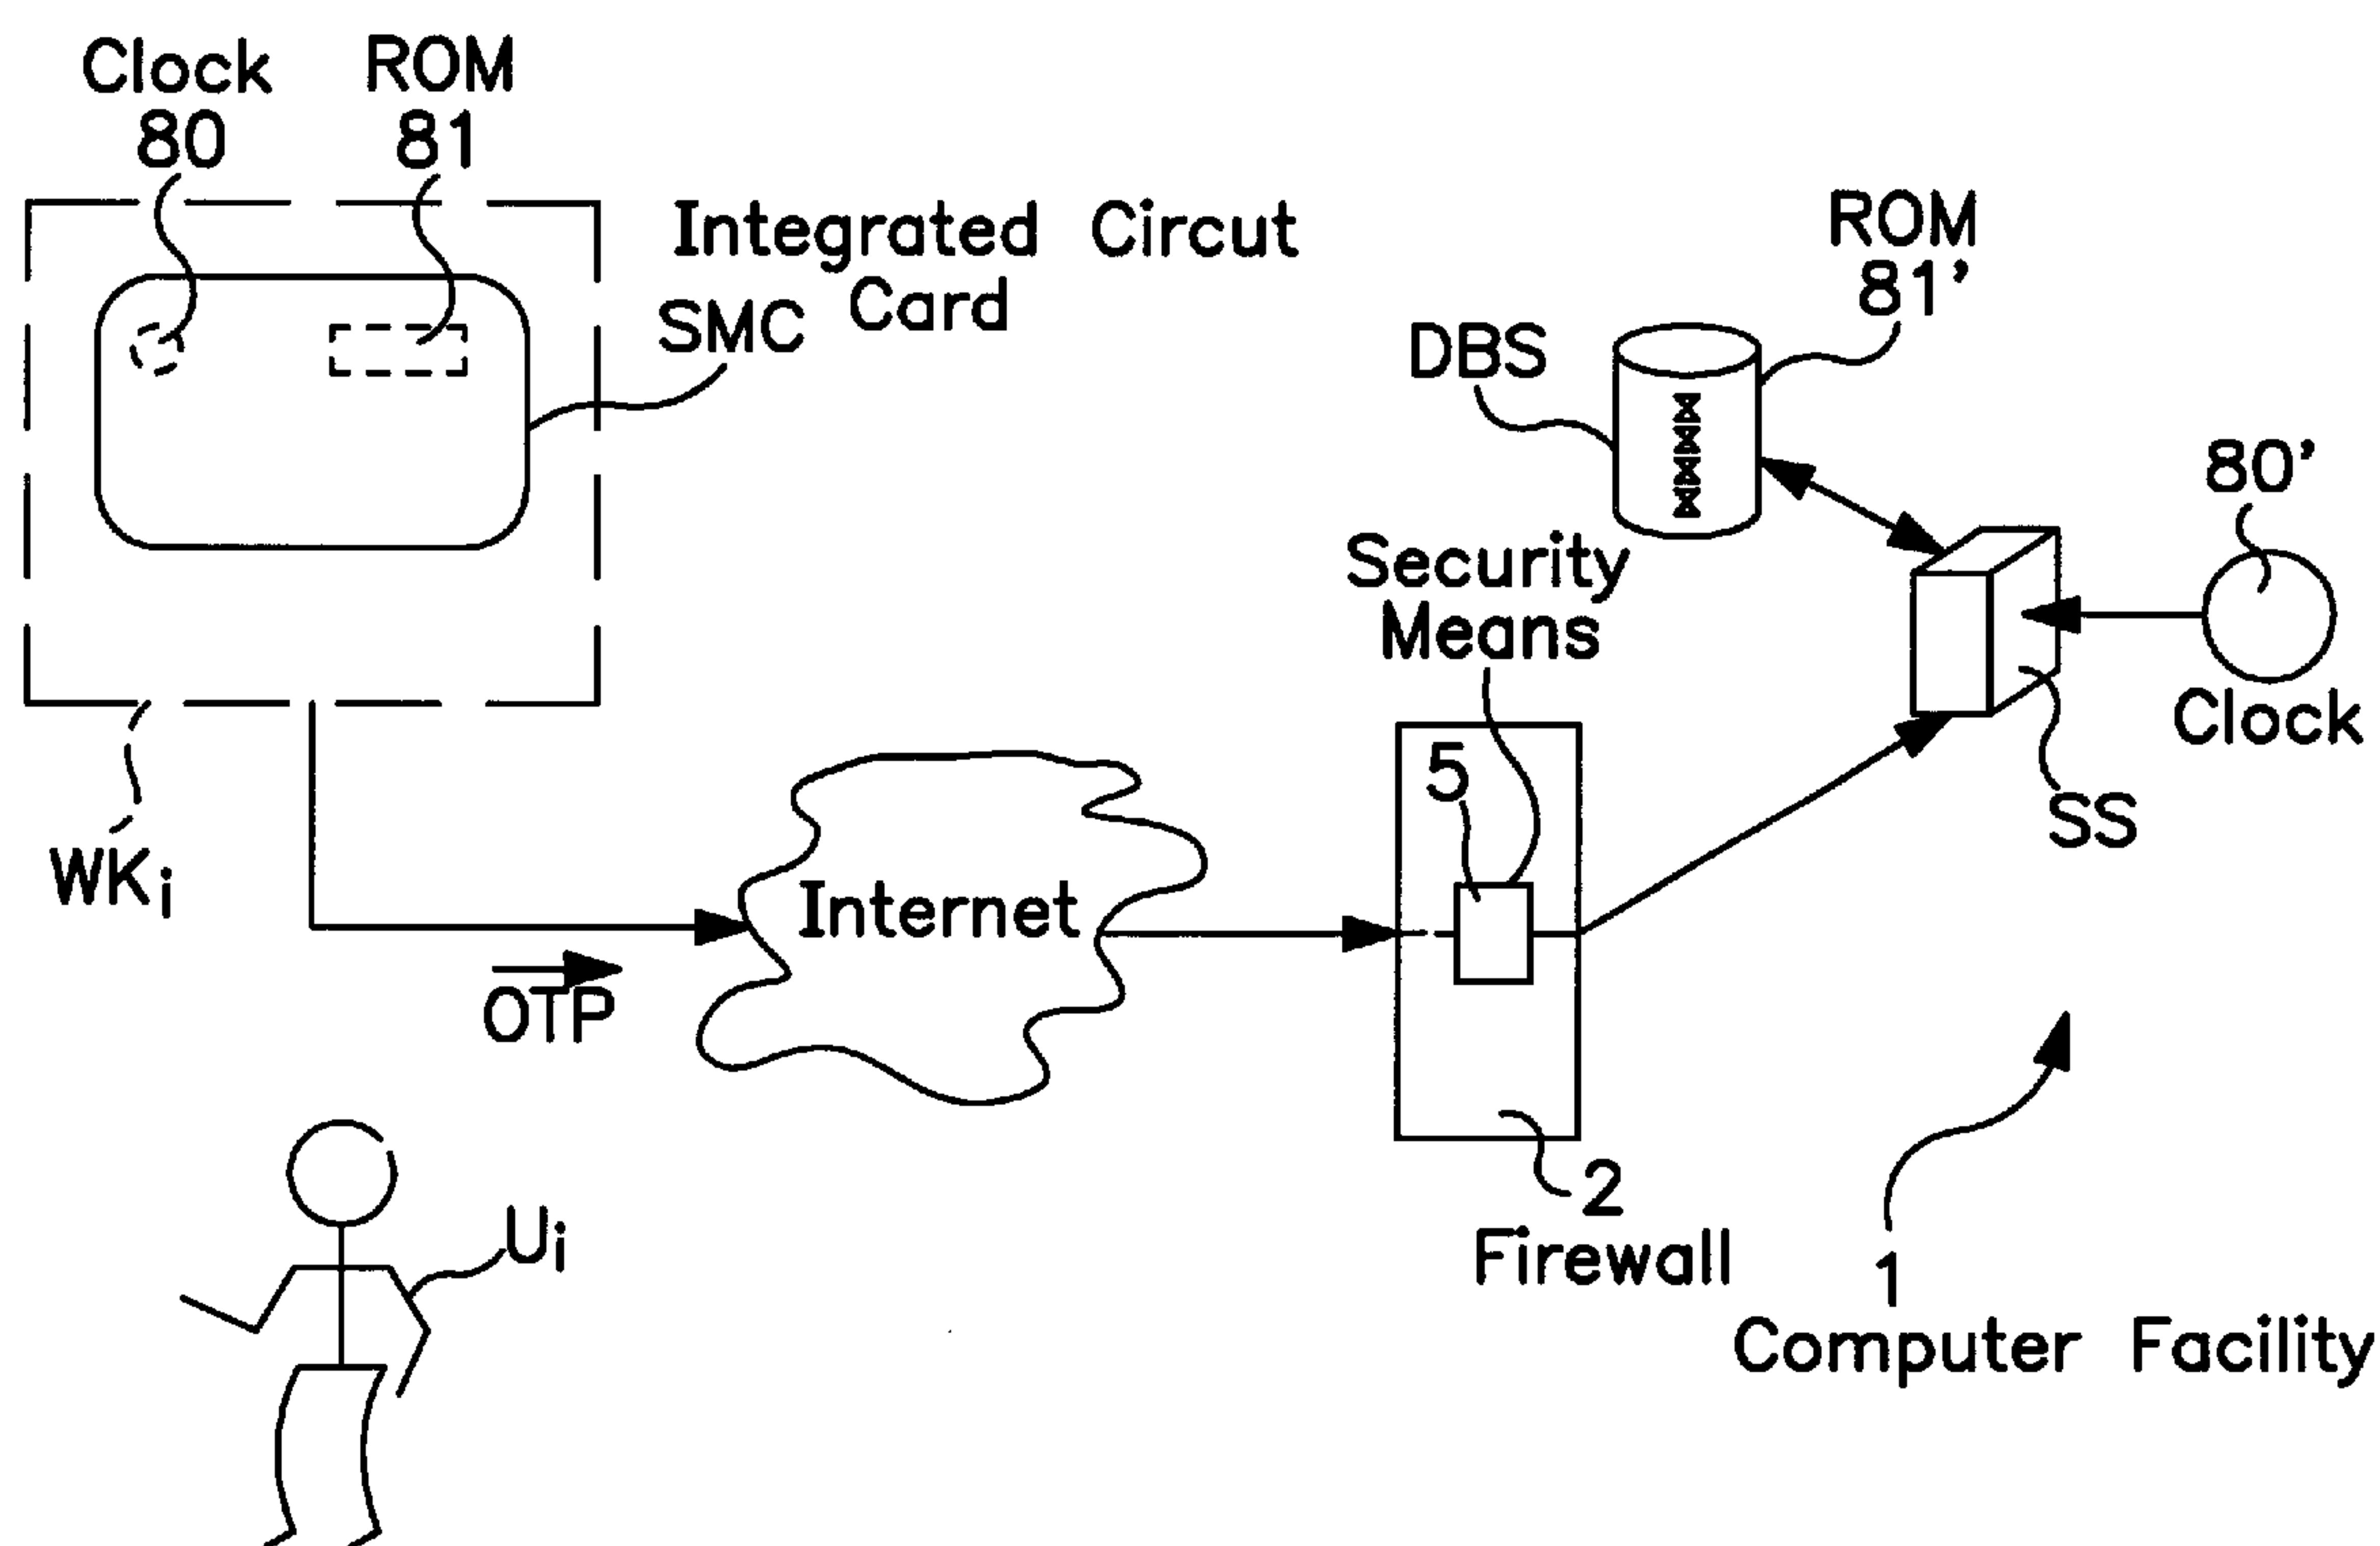 Clock
80
ROM
81
Integrated Circut
Card
SMC
ROM
81'
DBS
80'
Clock
SS
Security
Means
5
WKi
Internet
OTP
2
Firewall
Ui
1
Computer Facility